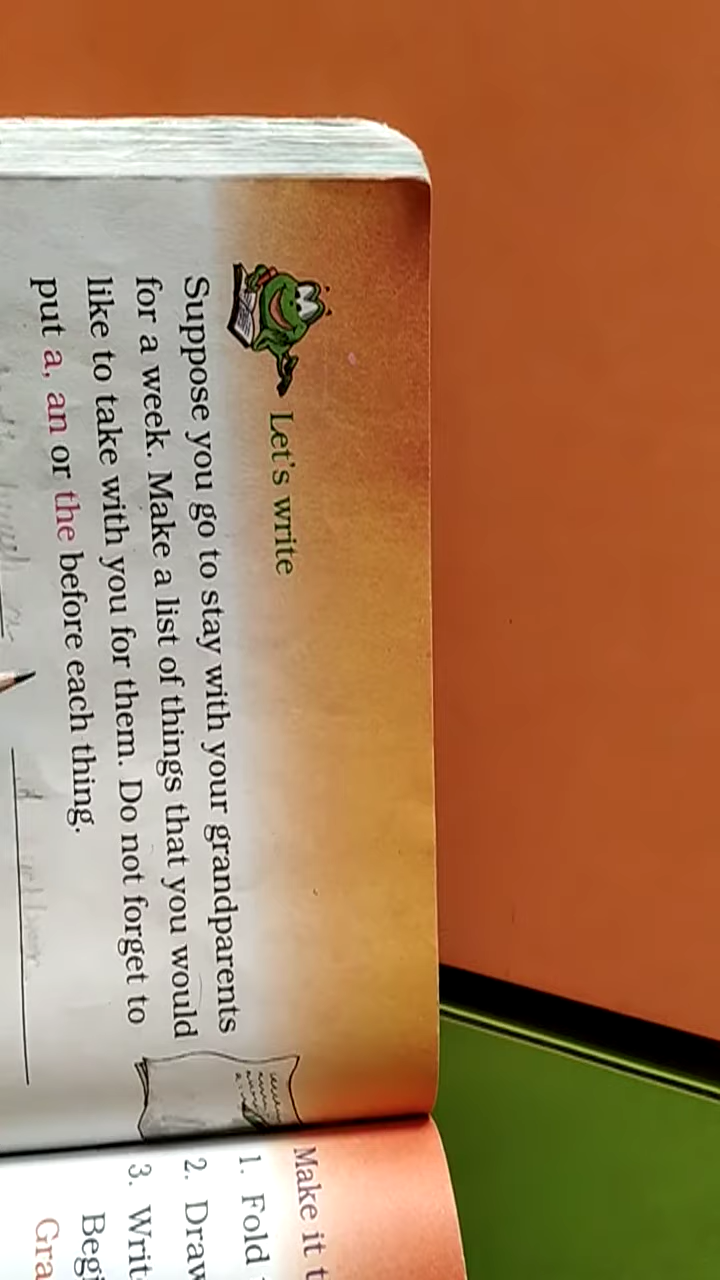 Let's write
Suppose you go to stay with your grandparents
for a week. Make a list of things that you would
like to take with you for them. Do not forget to
put a, an or the before each thing.
Make it t
1. Fold
2. Draw
3. Writ
Begi
Gra